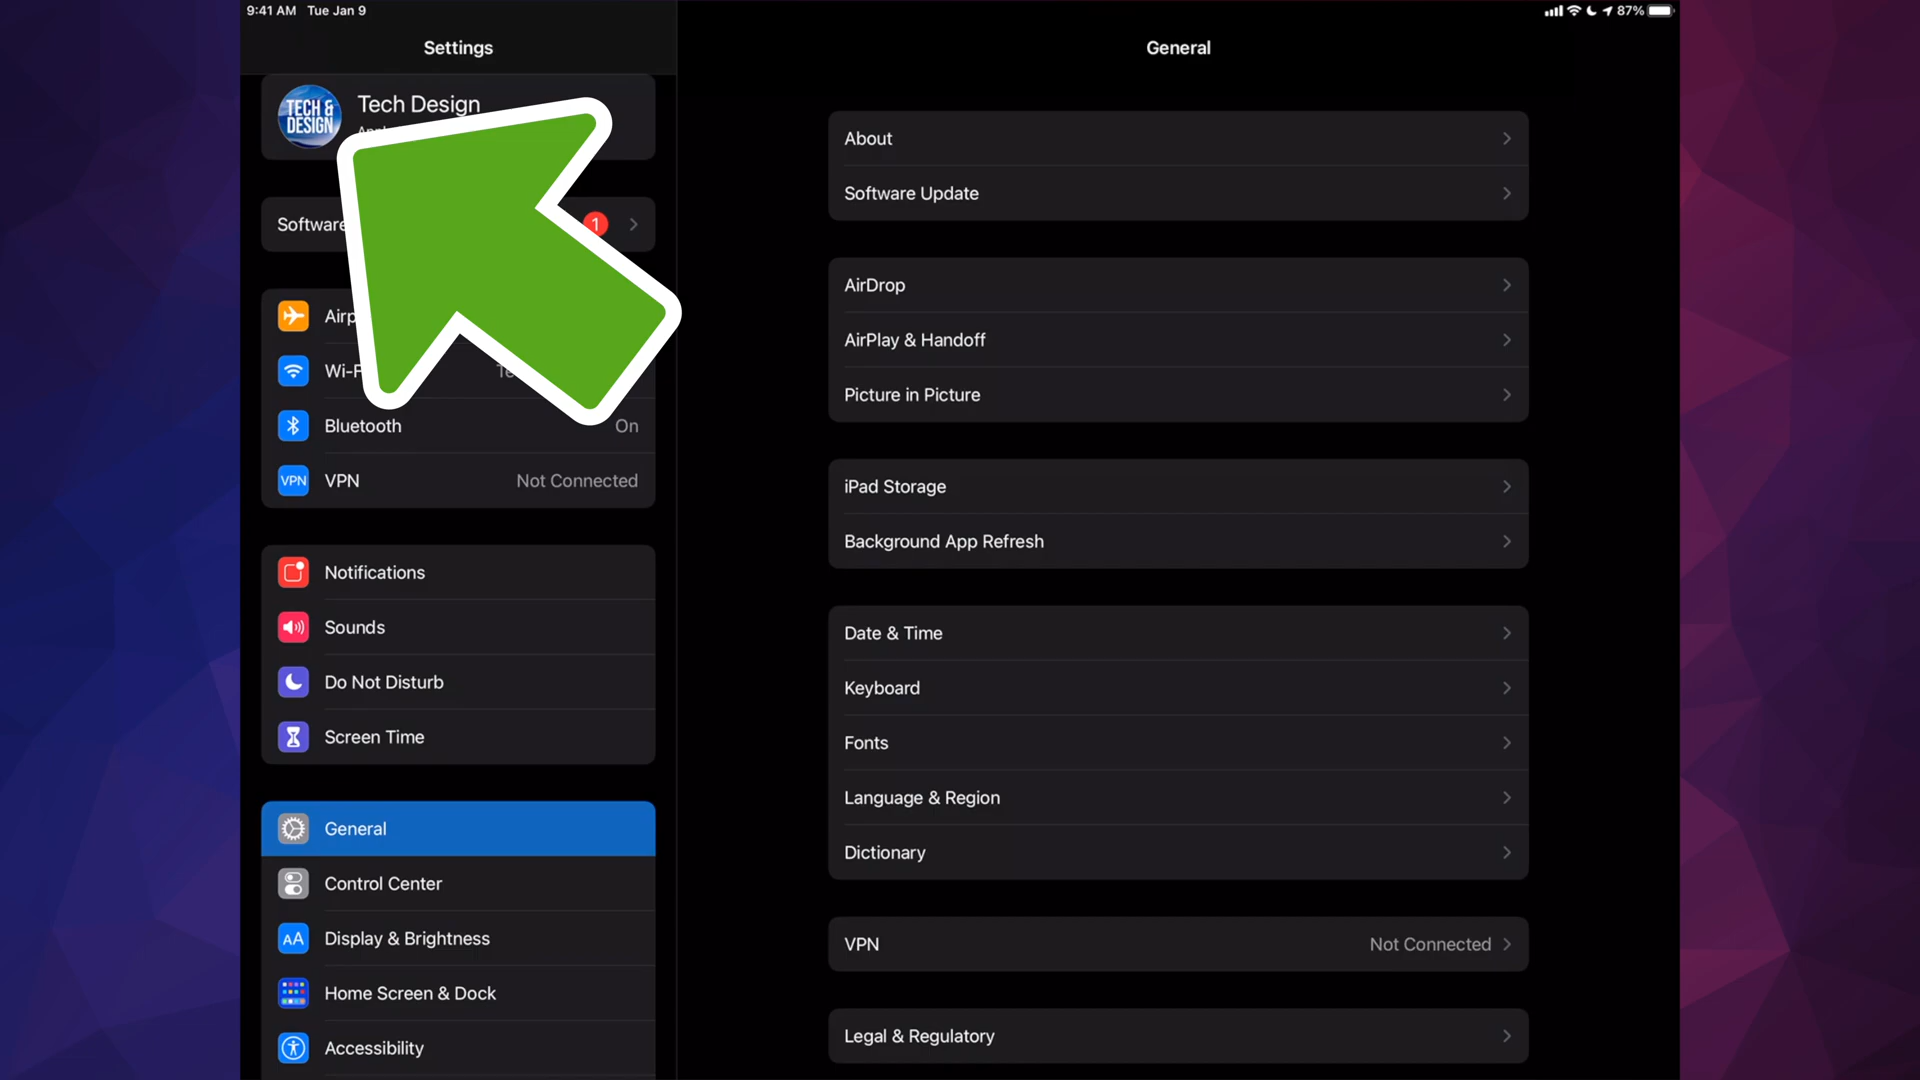 9:41 AM Tue Jan 9
87%
Settings
General
TECH &
DESIGN
Tech Design
Software
1
Wi-F
Bluetooth On
VPN VPN Not Connected
Notifications
Sounds
Do Not Disturb
Screen Time
General
Control Center
AA Display & Brightness
Home Screen & Dock
Accessibility
About
Software Update
AirDrop
AirPlay & Handoff
Picture in Picture
iPad Storage
Background App Refresh
Date & Time
Keyboard
Fonts
Language & Region
Dictionary
VPN Not Connected
Legal & Regulatory